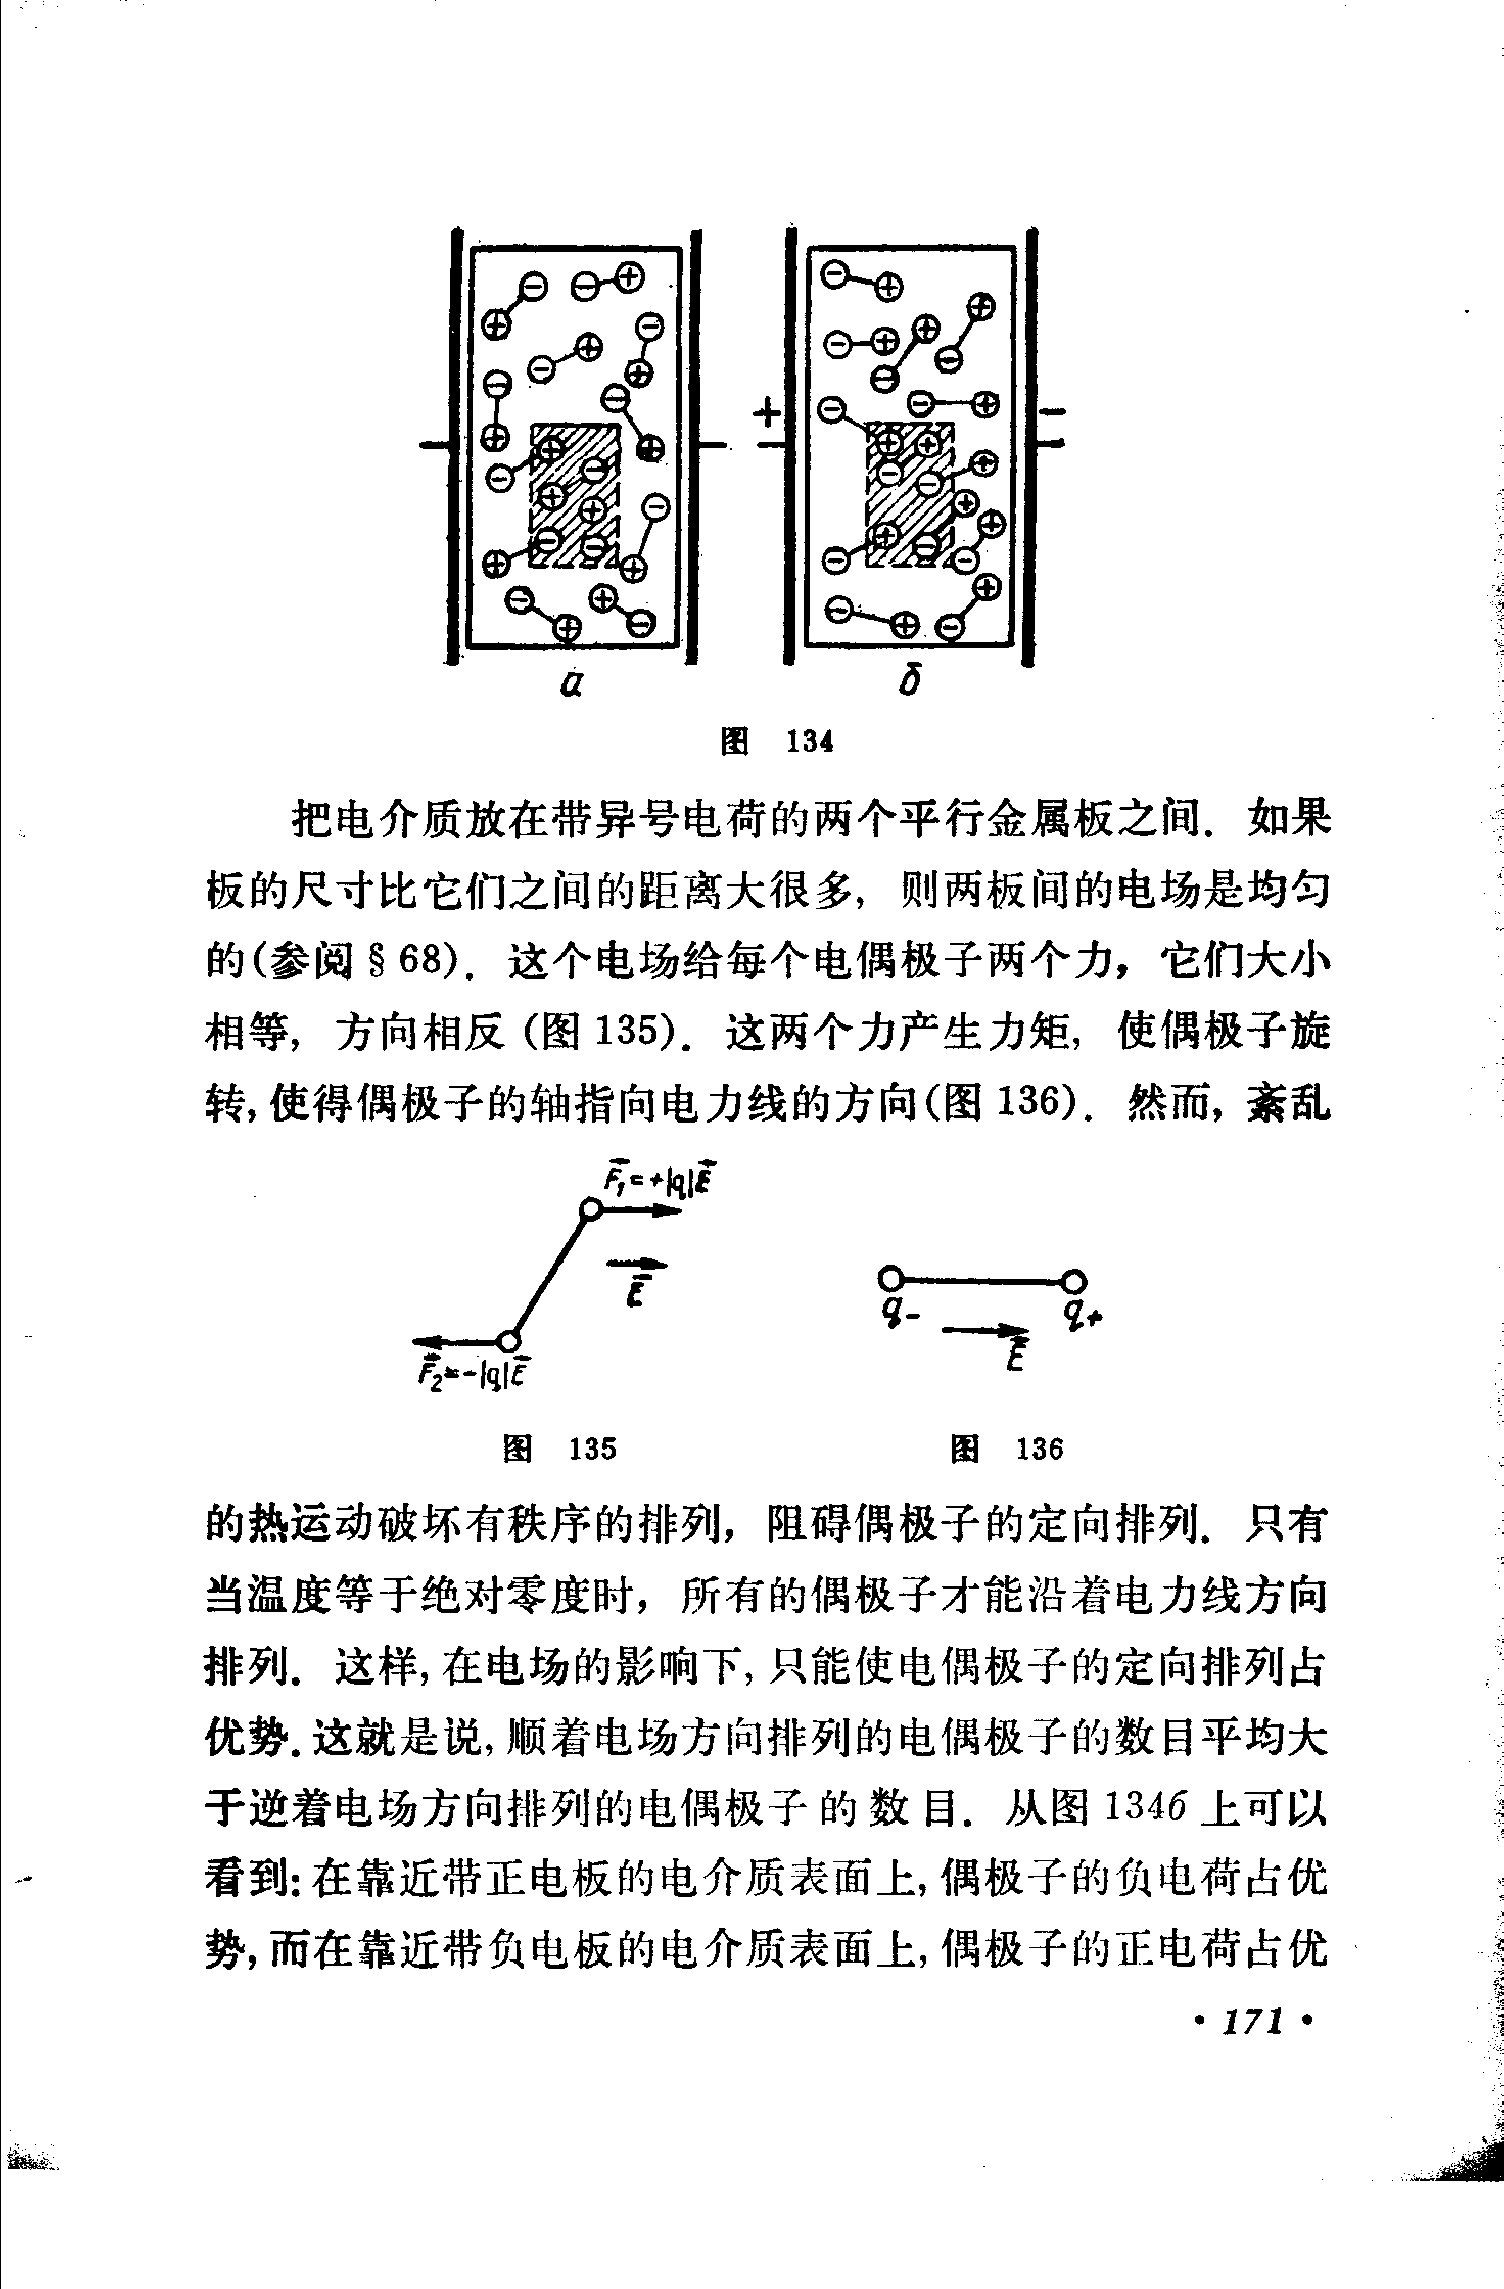 + −
a б
图 134
把电介质放在带异号电荷的两个平行金属板之间．如果
板的尺寸比它们之间的距离大很多，则两板间的电场是均匀
的(参阅§68)．这个电场给每个电偶极子两个力，它们大小
相等，方向相反(图135)．这两个力产生力矩，使偶极子旋
转,使得偶极子的轴指向电力线的方向(图136)．然而，紊乱
F₁=+|q|E
E
F₂=-|q|E
q- q+
E
图 135 图 136
的热运动破坏有秩序的排列，阻碍偶极子的定向排列．只有
当温度等于绝对零度时，所有的偶极子才能沿着电力线方向
排列．这样,在电场的影响下,只能使电偶极子的定向排列占
优势．这就是说,顺着电场方向排列的电偶极子的数目平均大
于逆着电场方向排列的电偶极子的数目．从图134б上可以
看到:在靠近带正电板的电介质表面上,偶极子的负电荷占优
势,而在靠近带负电板的电介质表面上,偶极子的正电荷占优
·171·